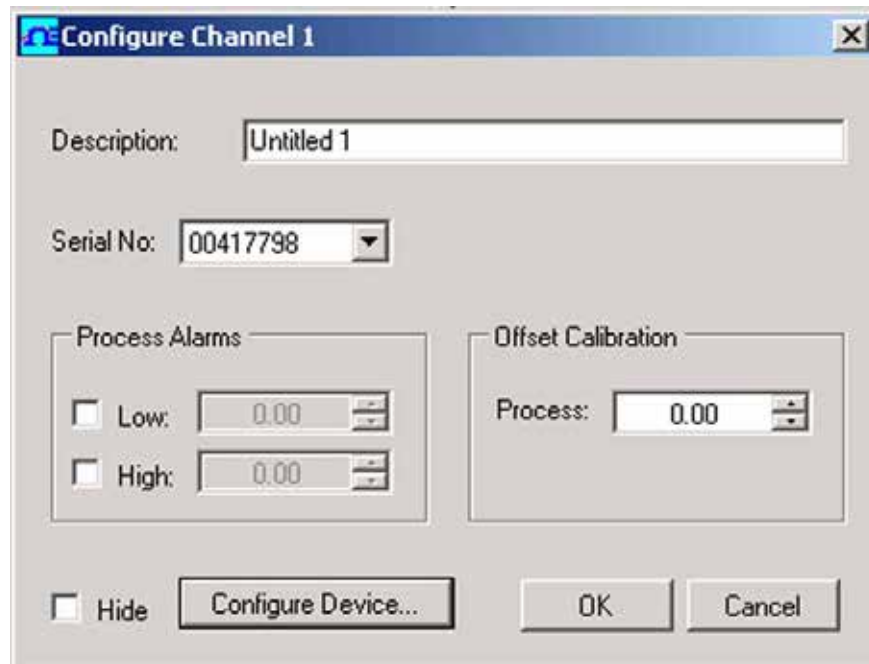 Configure Channel 1
Description: Untitled 1
Serial No: 00417798
Process Alarms
Low: 0.00
High: 0.00
Offset Calibration
Process: 0.00
Hide Configure Device... OK Cancel